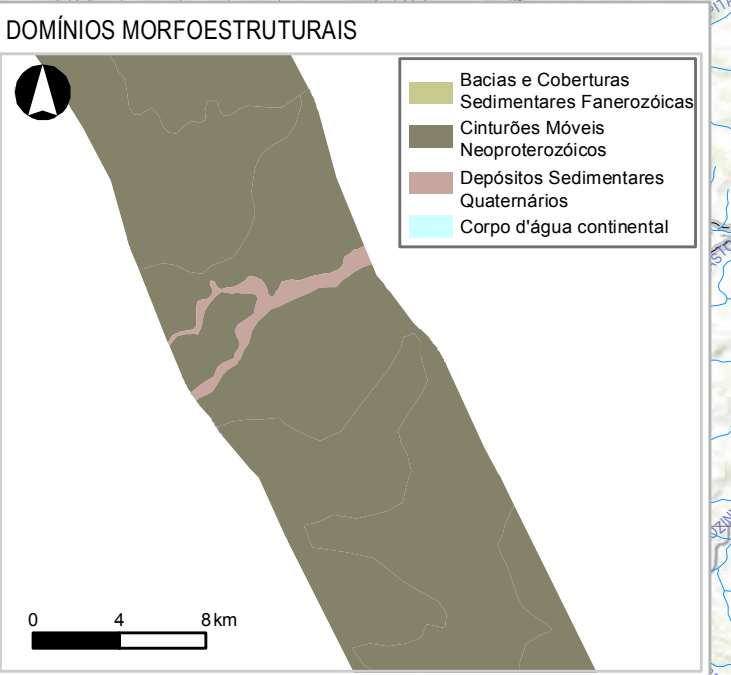 DOMÍNIOS MORFOESTRUTURAIS
Bacias e Coberturas
Sedimentares Fanerozóicas
Cinturões Móveis
Neoproterozóicos
Depósitos Sedimentares
Quaternários
Corpo d'água continental
0 4 8 km